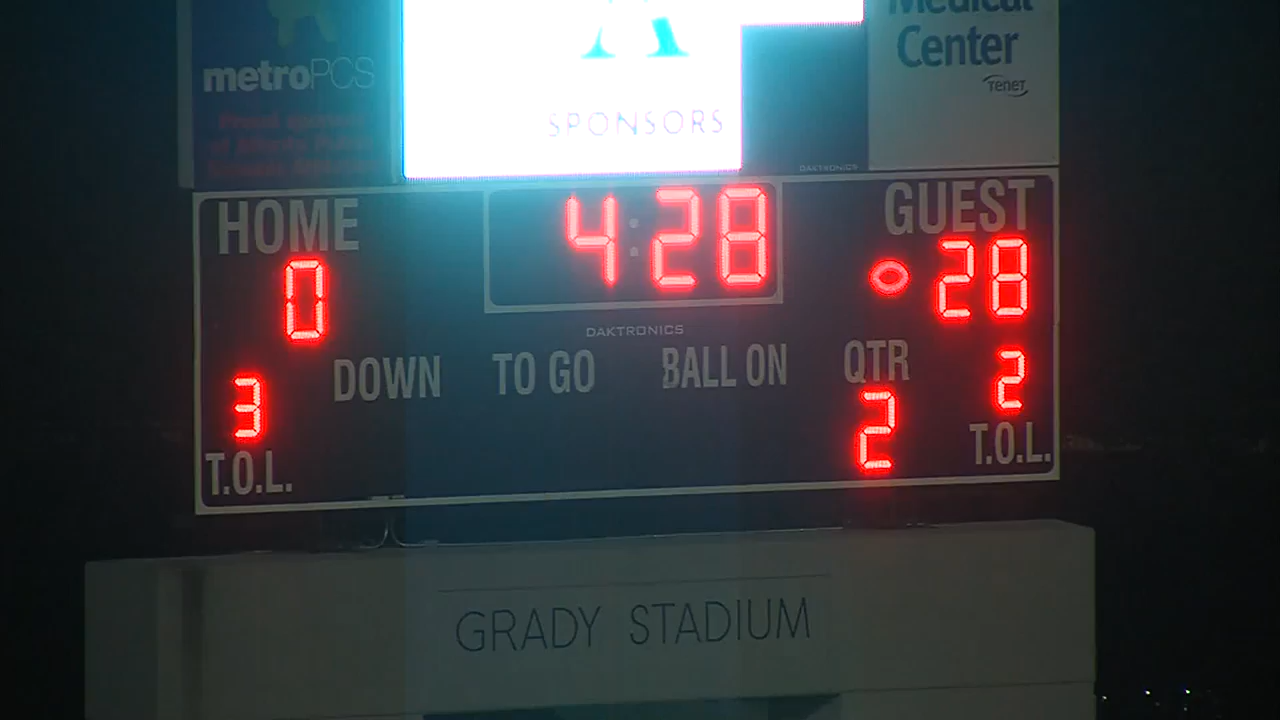 metroPCS
SPONSORS
Medical
Center
TENET
DAKTRONICS
HOME
4:28
GUEST
0
28
DAKTRONICS
DOWN
TO GO
BALL ON
QTR
3
2
2
T.O.L.
T.O.L.
GRADY STADIUM